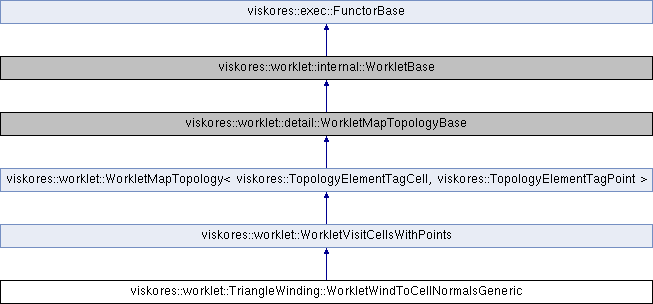 viskores::exec::FunctorBase
viskores::worklet::internal::WorkletBase
viskores::worklet::detail::WorkletMapTopologyBase
viskores::worklet::WorkletMapTopology< viskores::TopologyElementTagCell, viskores::TopologyElementTagPoint >
viskores::worklet::WorkletVisitCellsWithPoints
viskores::worklet::TriangleWinding::WorkletWindToCellNormalsGeneric